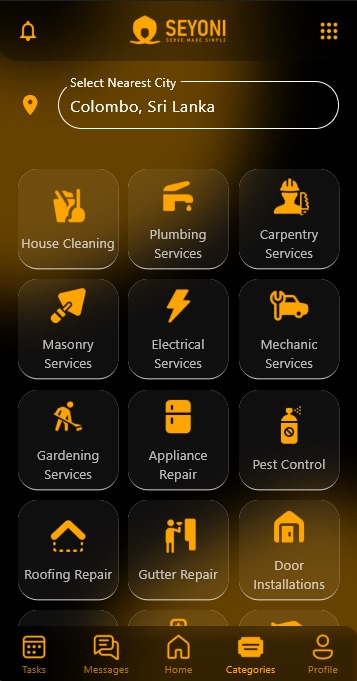 SEYONI
SERVE MADE SIMPLE
Select Nearest City
Colombo, Sri Lanka
House Cleaning
Plumbing
Services
Carpentry
Services
Masonry
Services
Electrical
Services
Mechanic
Services
Gardening
Services
Appliance
Repair
Pest Control
Roofing Repair
Gutter Repair
Door
Installations
Tasks
Messages
Home
Categories
Profile